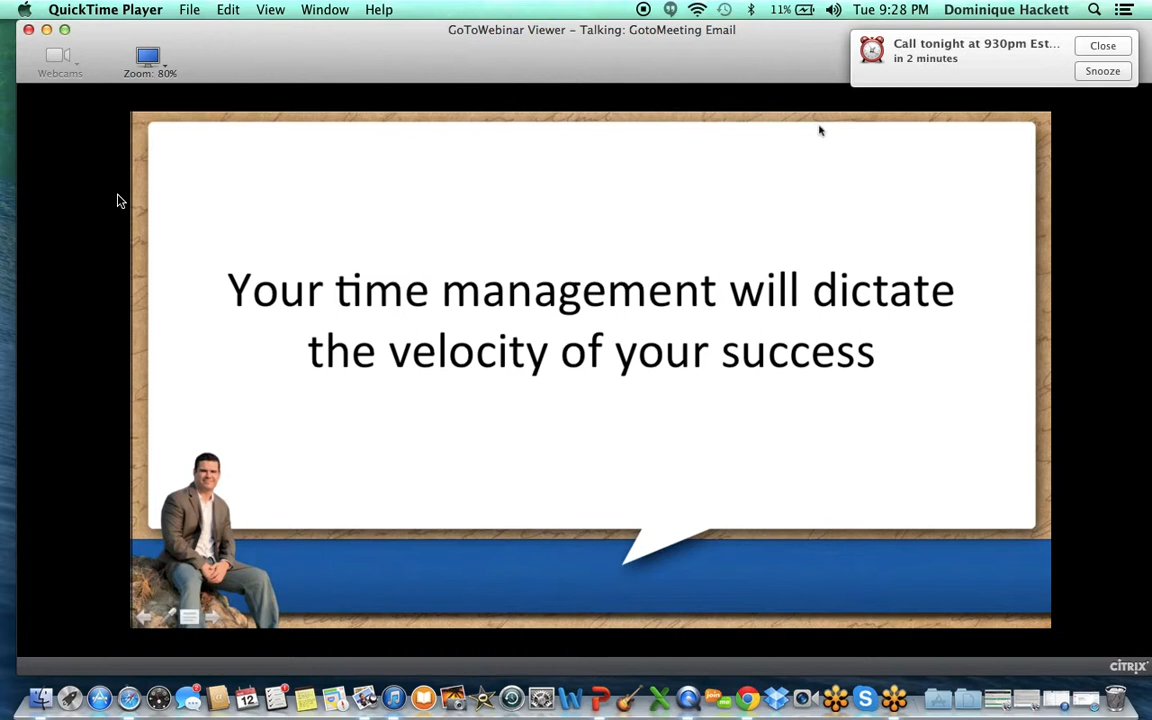 QuickTime Player File Edit View Window Help 11% Tue 9:28 PM Dominique Hackett
GoToWebinar Viewer – Talking: GotoMeeting Email
Call tonight at 930pm Est...
in 2 minutes
Close
Snooze
Webcams
Zoom: 80%
Your time management will dictate
the velocity of your success
CITRIX
12